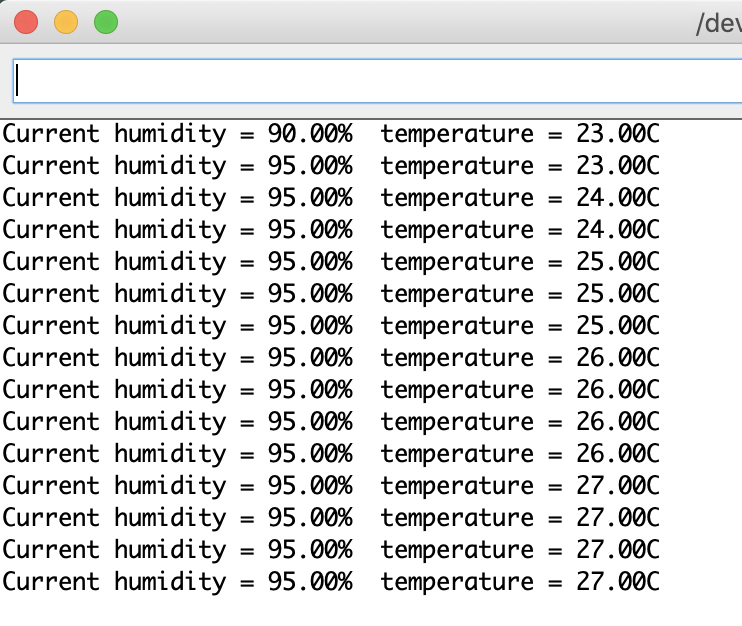 /dev
Current humidity = 90.00%  temperature = 23.00C
Current humidity = 95.00%  temperature = 23.00C
Current humidity = 95.00%  temperature = 24.00C
Current humidity = 95.00%  temperature = 24.00C
Current humidity = 95.00%  temperature = 25.00C
Current humidity = 95.00%  temperature = 25.00C
Current humidity = 95.00%  temperature = 25.00C
Current humidity = 95.00%  temperature = 26.00C
Current humidity = 95.00%  temperature = 26.00C
Current humidity = 95.00%  temperature = 26.00C
Current humidity = 95.00%  temperature = 26.00C
Current humidity = 95.00%  temperature = 27.00C
Current humidity = 95.00%  temperature = 27.00C
Current humidity = 95.00%  temperature = 27.00C
Current humidity = 95.00%  temperature = 27.00C